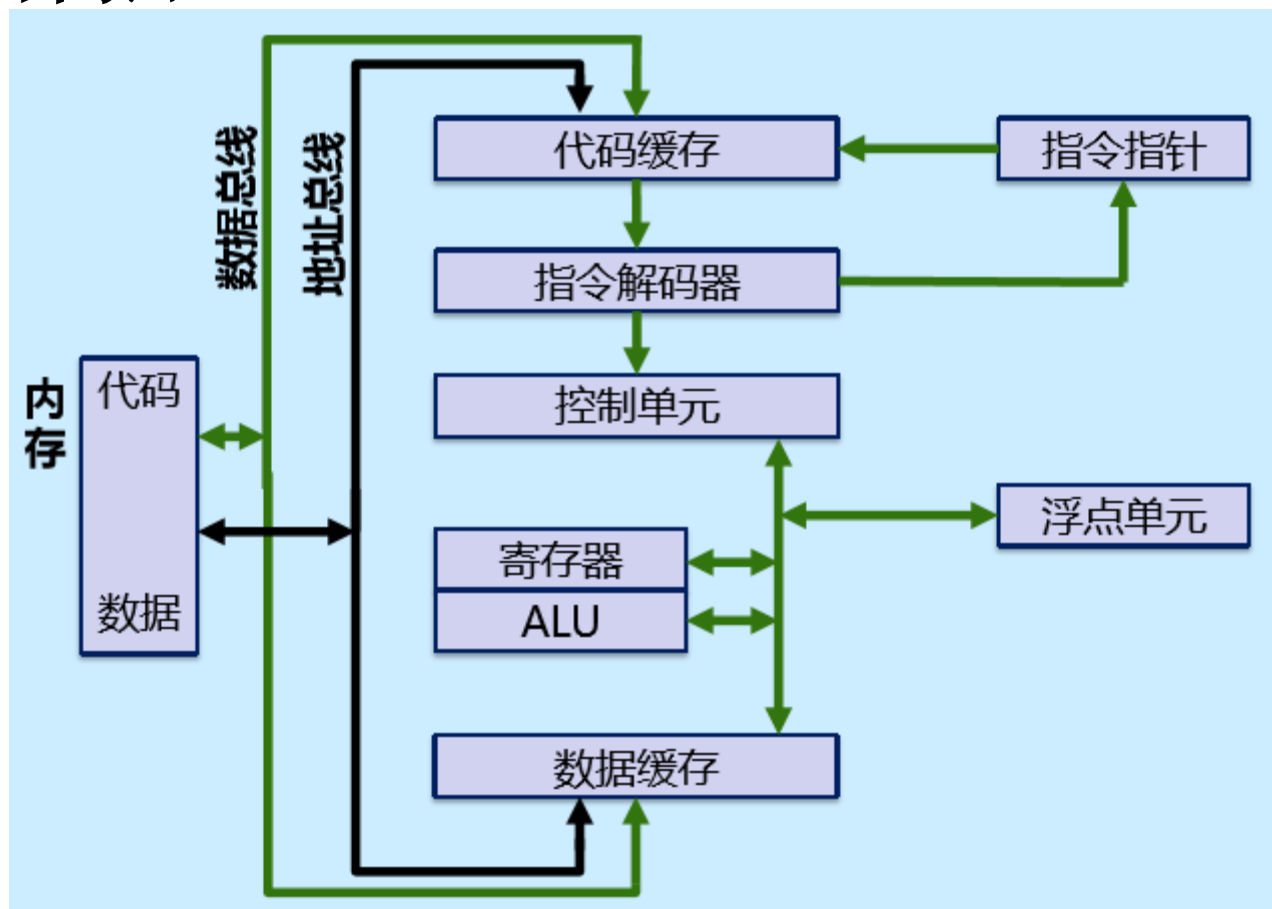 数据总线
地址总线
代码缓存
指令指针
指令解码器
控制单元
内存
代码
数据
浮点单元
寄存器
ALU
数据缓存